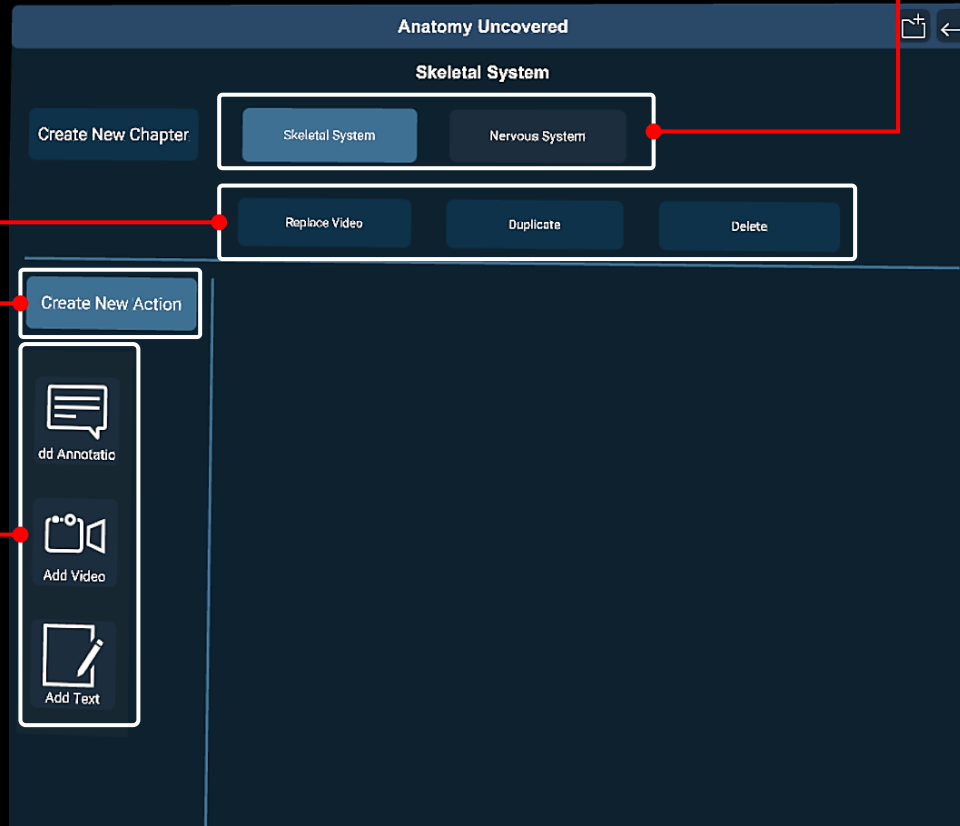 Anatomy Uncovered
Skeletal System
Create New Chapter
Skeletal System
Nervous System
Replace Video
Duplicate
Delete
Create New Action
dd Annotatio
Add Video
Add Text